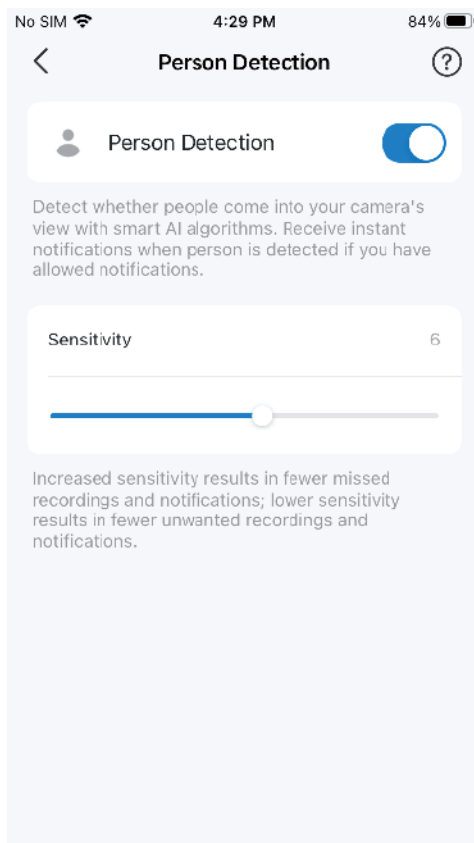 No SIM 4:29 PM 84%
Person Detection ?
Person Detection
Detect whether people come into your camera's
view with smart AI algorithms. Receive instant
notifications when person is detected if you have
allowed notifications.
Sensitivity 6
Increased sensitivity results in fewer missed
recordings and notifications; lower sensitivity
results in fewer unwanted recordings and
notifications.